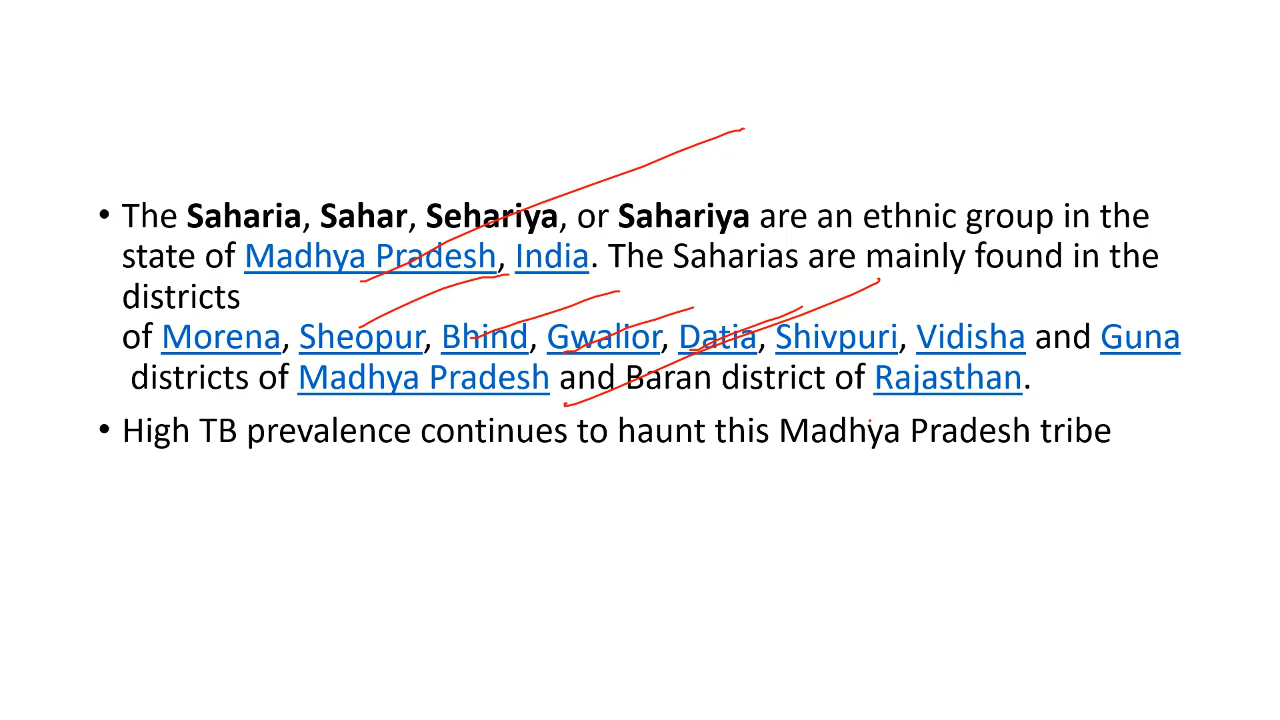 • The Saharia, Sahar, Sehariya, or Sahariya are an ethnic group in the
state of Madhya Pradesh, India. The Saharias are mainly found in the
districts
of Morena, Sheopur, Bhind, Gwalior, Datia, Shivpuri, Vidisha and Guna
districts of Madhya Pradesh and Baran district of Rajasthan.
• High TB prevalence continues to haunt this Madhya Pradesh tribe